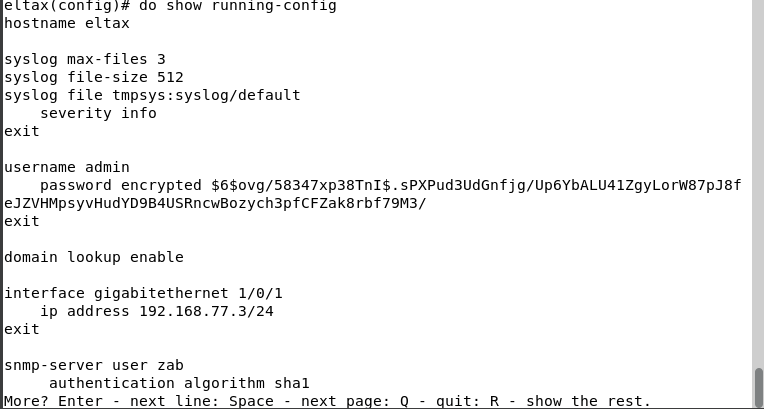 eltax(config)# do show running-config
hostname eltax
syslog max-files 3
syslog file-size 512
syslog file tmpsys:syslog/default
severity info
exit
username admin
password encrypted $6$ovg/58347xp38TnI$.sPXPud3UdGnfjg/Up6YbALU41ZgyLorW87pJ8f
eJZVHMpsyvHudYD9B4USRncwBozych3pfCFZak8rbf79M3/
exit
domain lookup enable
interface gigabitethernet 1/0/1
ip address 192.168.77.3/24
exit
snmp-server user zab
authentication algorithm sha1
More? Enter - next line: Space - next page: Q - quit: R - show the rest.